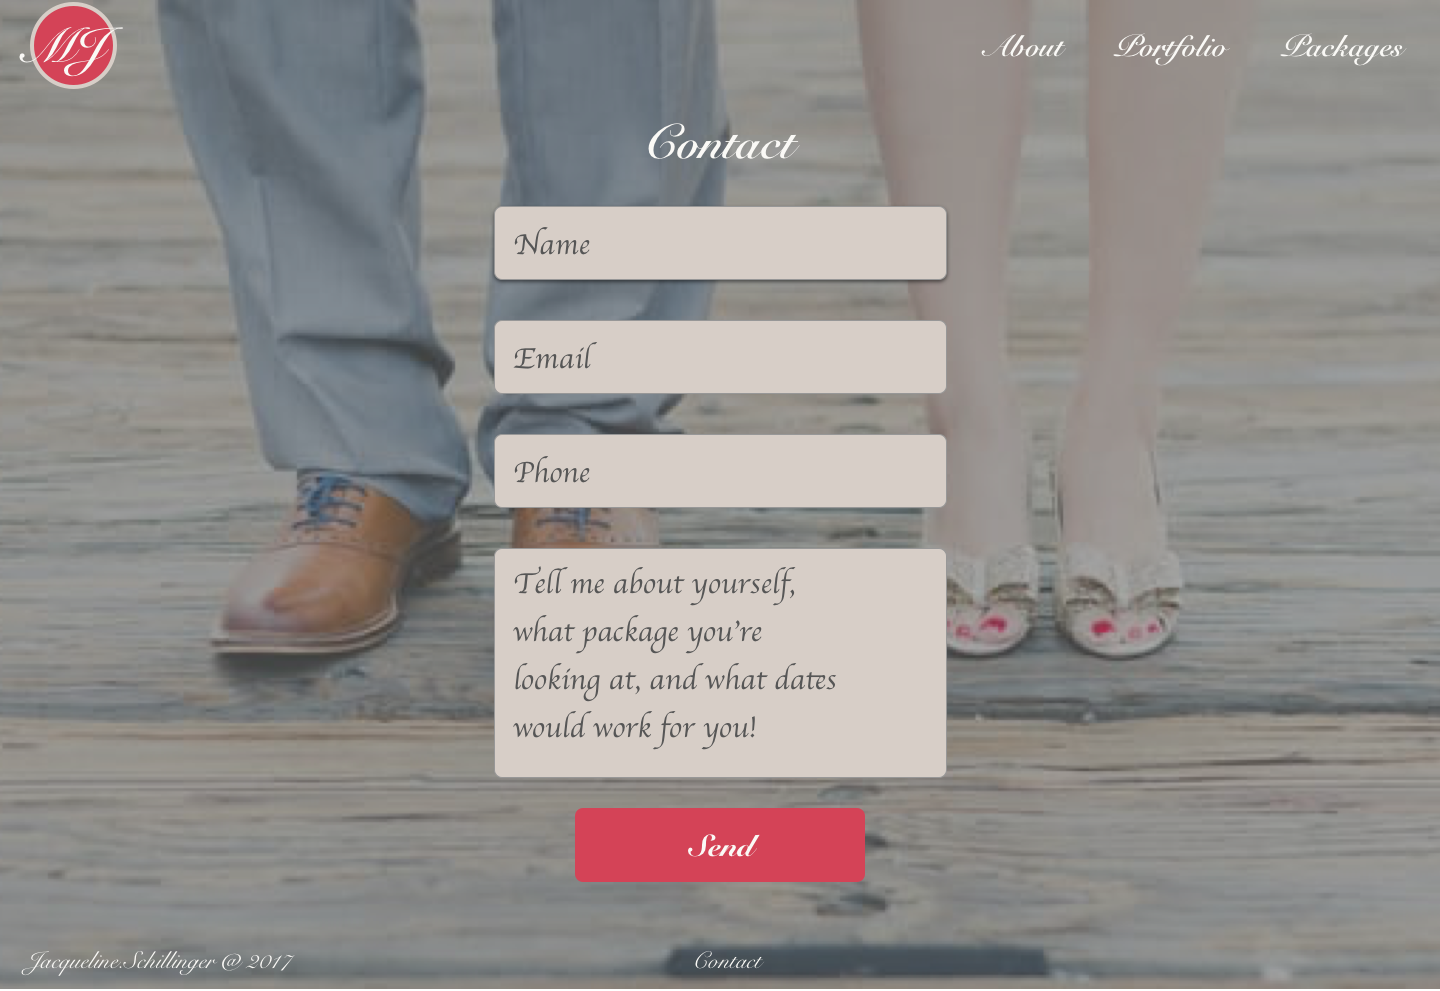 MJ
About Portfolio Packages
Contact
Name
Email
Phone
Tell me about yourself,
what package you're
looking at, and what dates
would work for you!
Send
Jacqueline Schillinger @ 2017 Contact